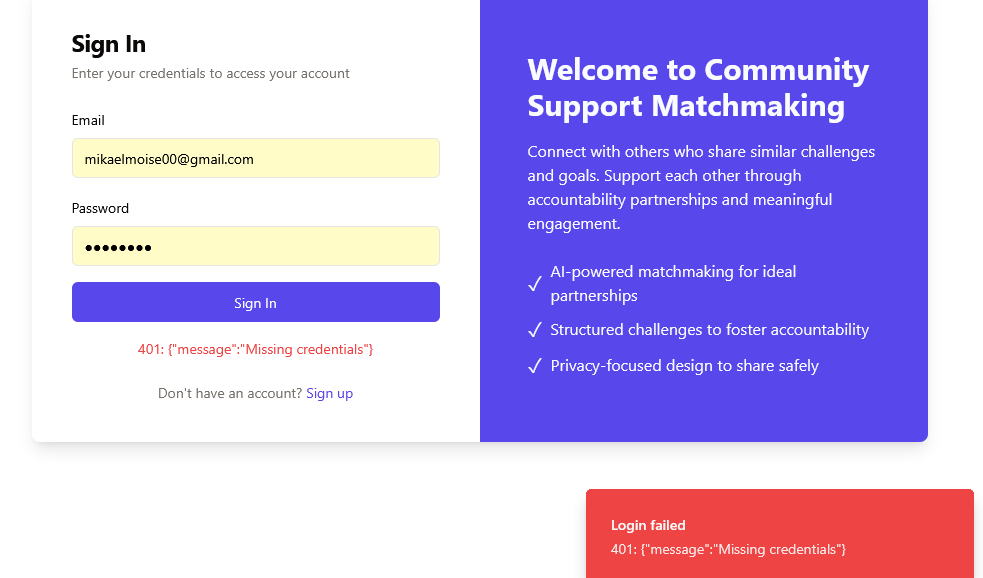 Sign In
Enter your credentials to access your account
Email
mikaelmoise00@gmail.com
Password
••••••••
Sign In
401: {"message":"Missing credentials"}
Don't have an account? Sign up
Welcome to Community
Support Matchmaking
Connect with others who share similar challenges
and goals. Support each other through
accountability partnerships and meaningful
engagement.
✓ AI-powered matchmaking for ideal
partnerships
✓ Structured challenges to foster accountability
✓ Privacy-focused design to share safely
Login failed
401: {"message":"Missing credentials"}